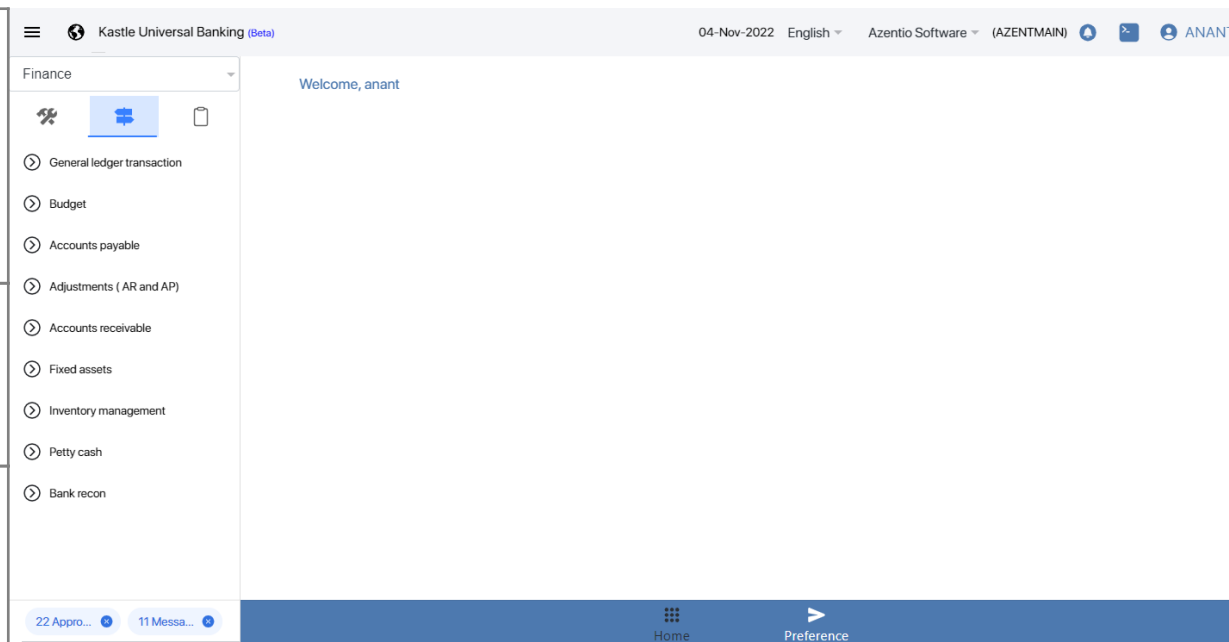 Kastle Universal Banking (Beta)
04-Nov-2022 English Azentio Software (AZENTMAIN) ANANT
Finance
Welcome, anant
General ledger transaction
Budget
Accounts payable
Adjustments ( AR and AP)
Accounts receivable
Fixed assets
Inventory management
Petty cash
Bank recon
22 Appro... 11 Messa...
Home Preference